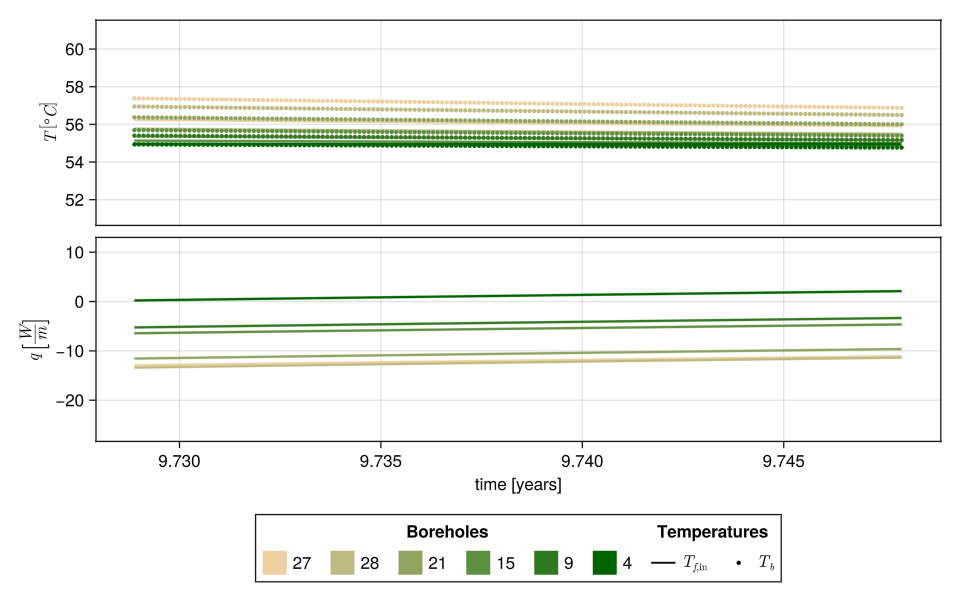 60
58
56
54
52
T [°C]
10
0
−10
−20
q [W/m]
9.730 9.735 9.740 9.745
time [years]
Boreholes Temperatures
27 28 21 15 9 4 T_f,in T_b